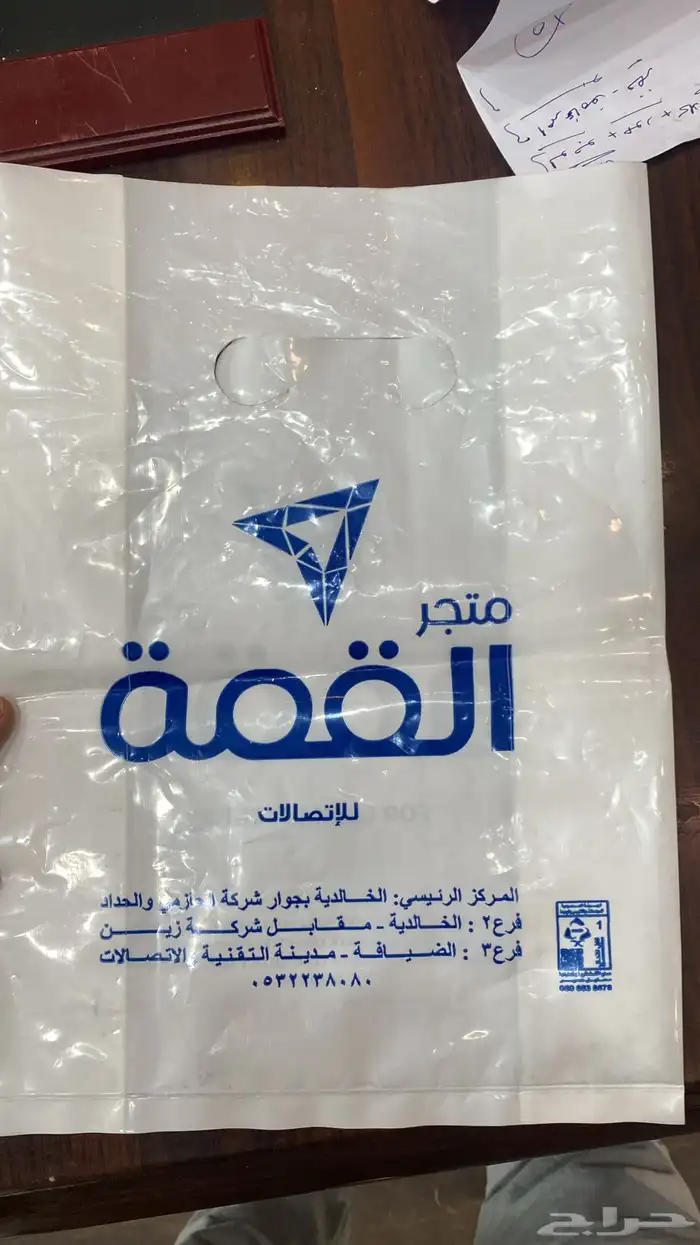 متجر
القمة
للإتصالات
المركز الرئيسي: الخالدية بجوار شركة الحازمي والحداد
فرع٢ : الخالدية - مقابل شركة زين
فرع٣ : الضيافة - مدينة التقنية والاتصالات
٠٥٣٢٢٣٨٠٨٠
حراج